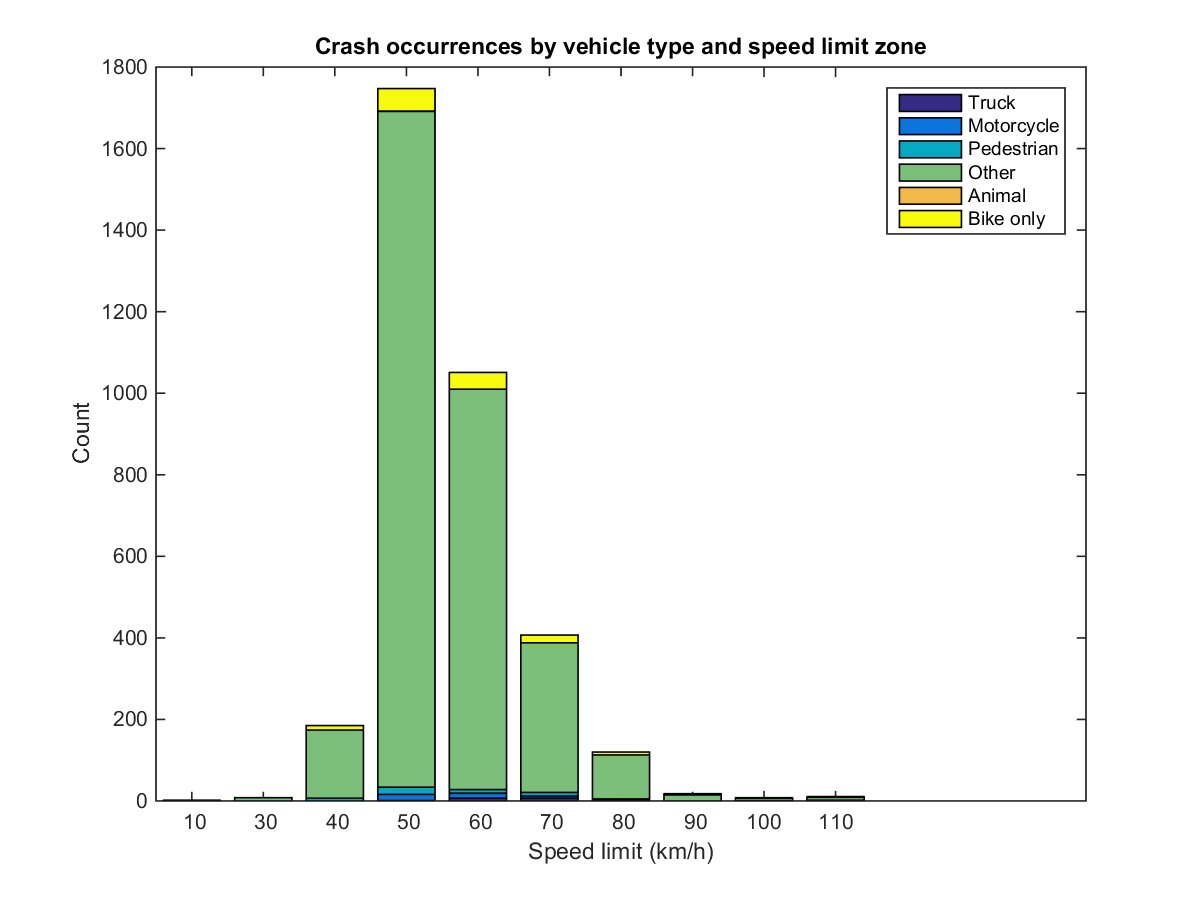 Crash occurrences by vehicle type and speed limit zone
1800
1600
1400
1200
1000
800
600
400
200
0
Count
Truck
Motorcycle
Pedestrian
Other
Animal
Bike only
10 30 40 50 60 70 80 90 100 110
Speed limit (km/h)